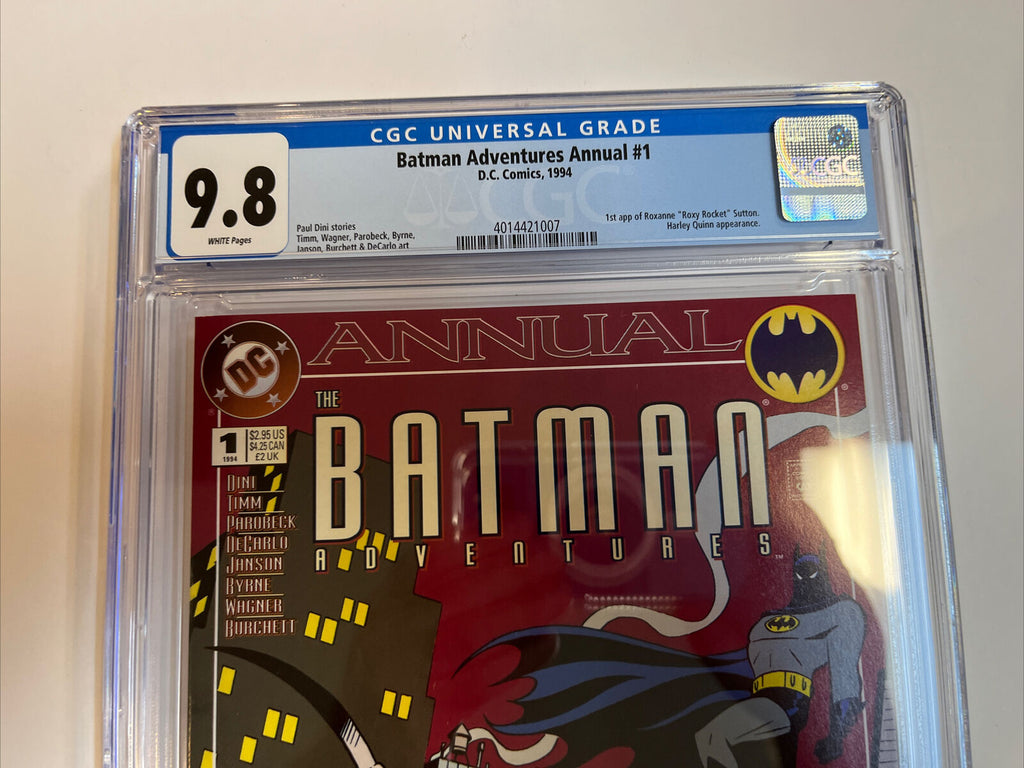 CGC UNIVERSAL GRADE
9.8
WHITE Pages
Batman Adventures Annual #1
D.C. Comics, 1994
CGC
Paul Dini stories
Timm, Wagner, Parobeck, Byrne,
Janson, Burchett & DeCarlo art
4014421007
1st app of Roxanne "Roxy Rocket" Sutton.
Harley Quinn appearance.
CGC
DC
ANNUAL
THE
BATMAN
ADVENTURES
1
1994
$2.95 US
$4.25 CAN
£2 UK
DINI
TIMM
PAROBECK
DECARLO
JANSON
BYRNE
WAGNER
BURCHETT